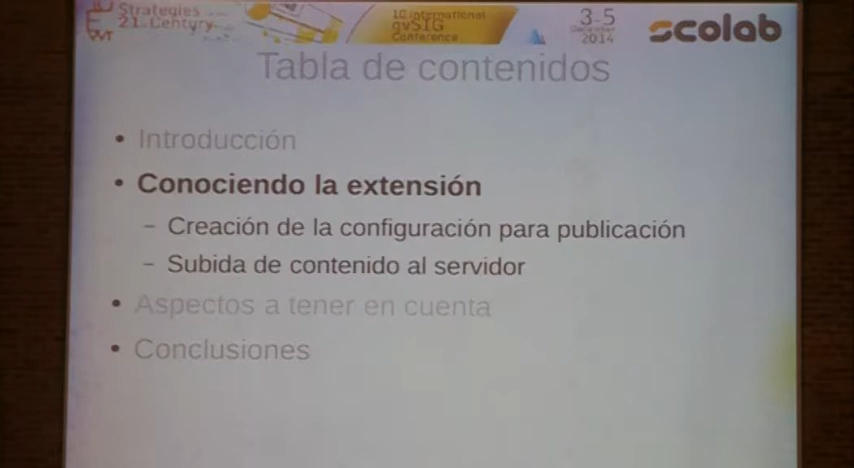 Strategies
21 Century
10 international
gvSIG
Conference
3-5
December
2014
scolab
Tabla de contenidos
• Introducción
• Conociendo la extensión
– Creación de la configuración para publicación
– Subida de contenido al servidor
• Aspectos a tener en cuenta
• Conclusiones